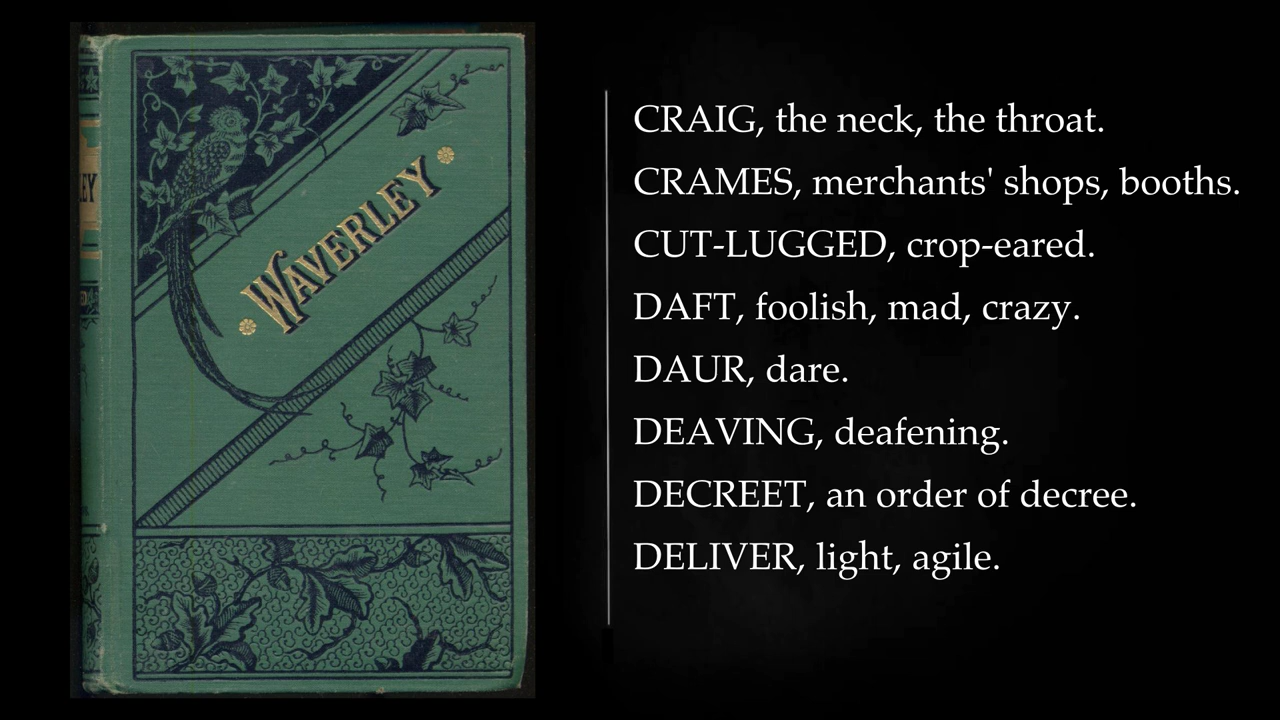 WAVERLEY
EY
CRAIG, the neck, the throat.
CRAMES, merchants' shops, booths.
CUT-LUGGED, crop-eared.
DAFT, foolish, mad, crazy.
DAUR, dare.
DEAVING, deafening.
DECREET, an order of decree.
DELIVER, light, agile.